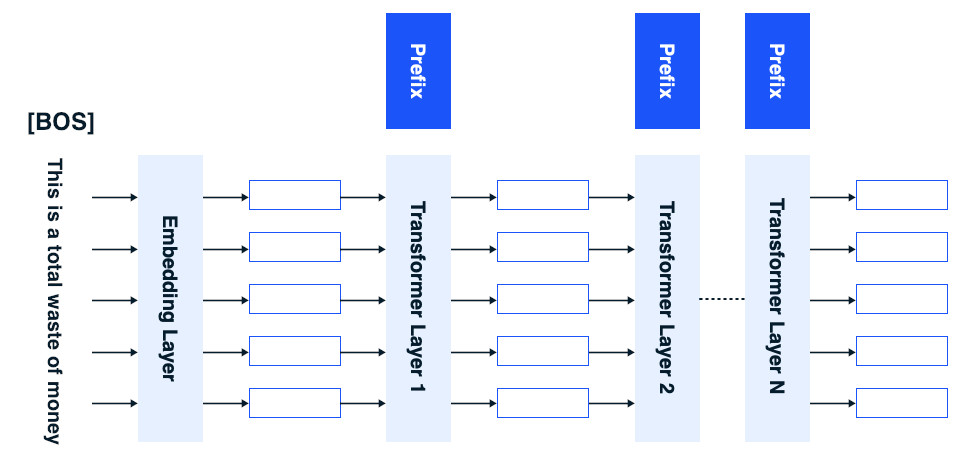 Prefix
Prefix
Prefix
[BOS]
This is a total waste of money
Embedding Layer
Transformer Layer 1
Transformer Layer 2
Transformer Layer N